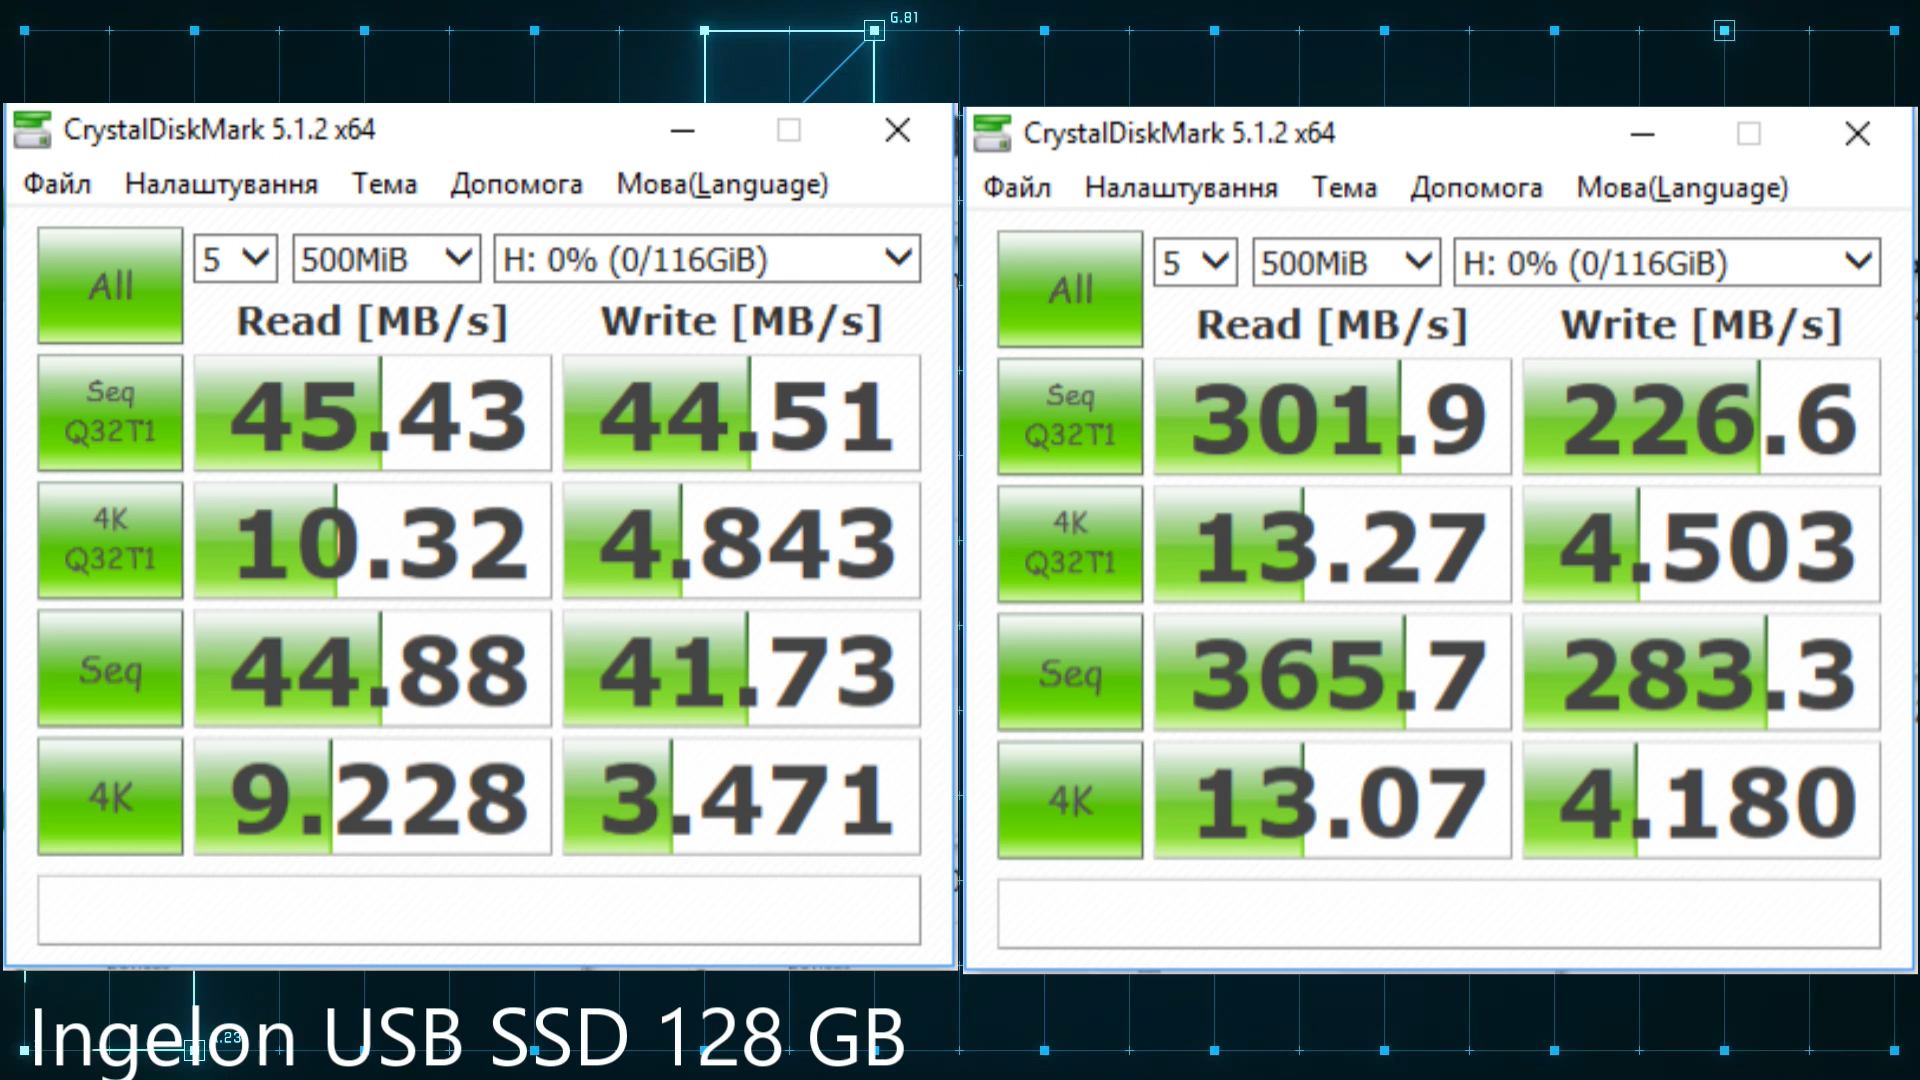 G.81
CrystalDiskMark 5.1.2 x64
Файл Налаштування Тема Допомога Мова(Language)
All 5 500MiB H: 0% (0/116GiB)
Read [MB/s] Write [MB/s]
Seq Q32T1 45.43 44.51
4K Q32T1 10.32 4.843
Seq 44.88 41.73
4K 9.228 3.471
CrystalDiskMark 5.1.2 x64
Файл Налаштування Тема Допомога Мова(Language)
All 5 500MiB H: 0% (0/116GiB)
Read [MB/s] Write [MB/s]
Seq Q32T1 301.9 226.6
4K Q32T1 13.27 4.503
Seq 365.7 283.3
4K 13.07 4.180
Ingelon USB SSD 128 GB